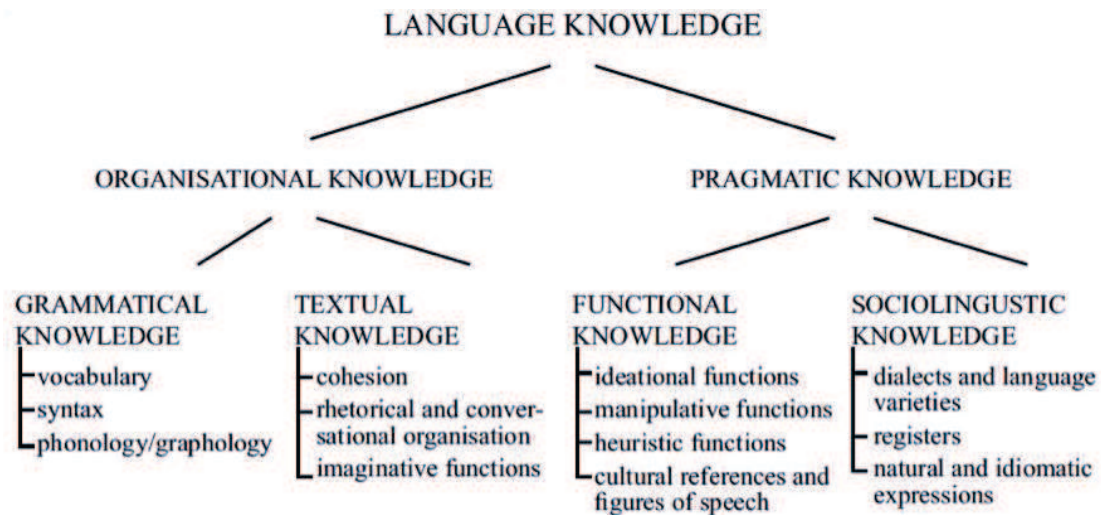 LANGUAGE KNOWLEDGE
ORGANISATIONAL KNOWLEDGE
PRAGMATIC KNOWLEDGE
GRAMMATICAL
KNOWLEDGE
vocabulary
syntax
phonology/graphology
TEXTUAL
KNOWLEDGE
cohesion
rhetorical and conver-
sational organisation
imaginative functions
FUNCTIONAL
KNOWLEDGE
ideational functions
manipulative functions
heuristic functions
cultural references and
figures of speech
SOCIOLINGUSTIC
KNOWLEDGE
dialects and language
varieties
registers
natural and idiomatic
expressions